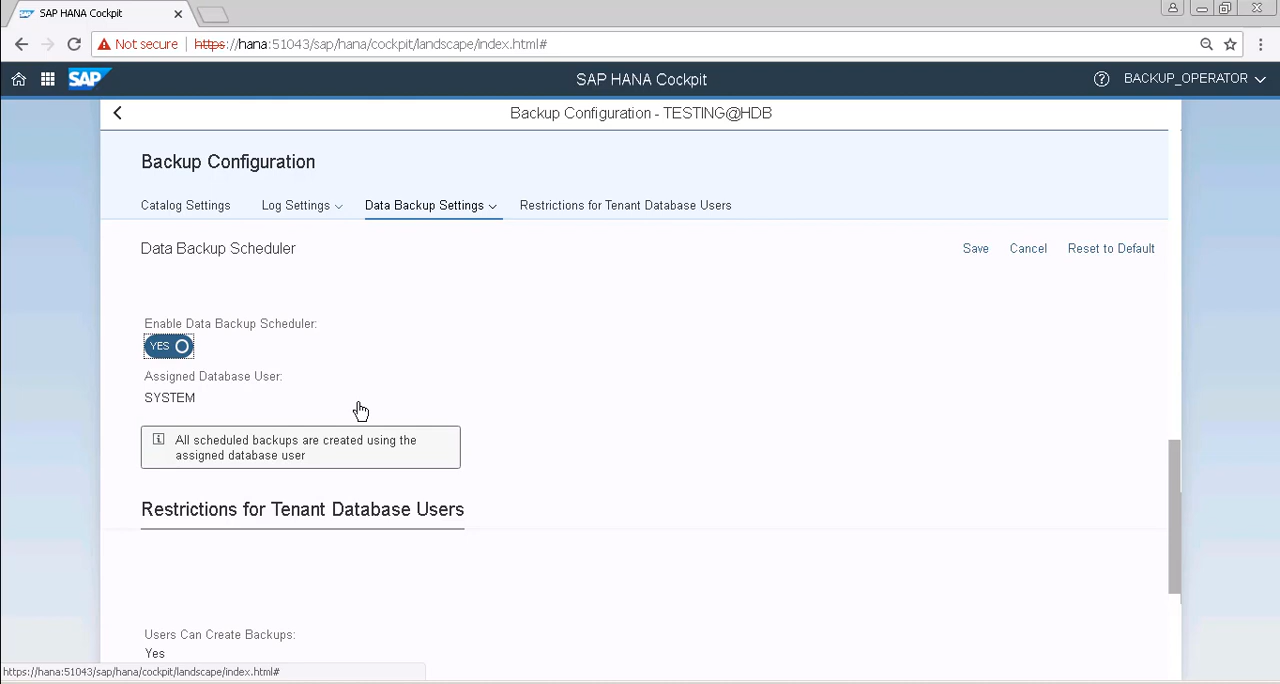 SAP HANA Cockpit
Not secure https://hana:51043/sap/hana/cockpit/landscape/index.html#
SAP SAP HANA Cockpit BACKUP_OPERATOR
Backup Configuration - TESTING@HDB
Backup Configuration
Catalog Settings Log Settings Data Backup Settings Restrictions for Tenant Database Users
Data Backup Scheduler Save Cancel Reset to Default
Enable Data Backup Scheduler:
YES
Assigned Database User:
SYSTEM
All scheduled backups are created using the
assigned database user
Restrictions for Tenant Database Users
Users Can Create Backups:
Yes
https://hana:51043/sap/hana/cockpit/landscape/index.html#